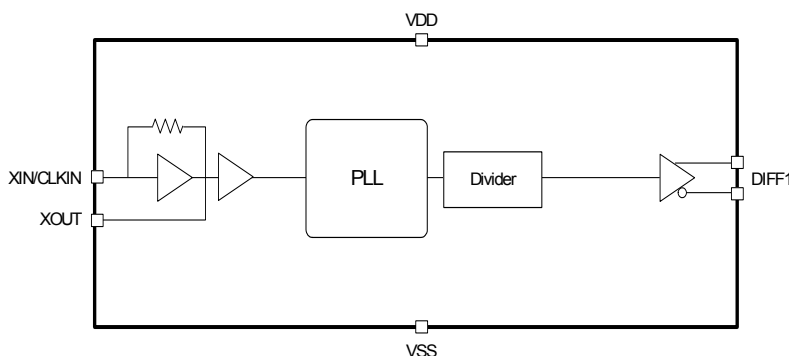 VDD
XIN/CLKIN
XOUT
PLL
Divider
DIFF1
VSS